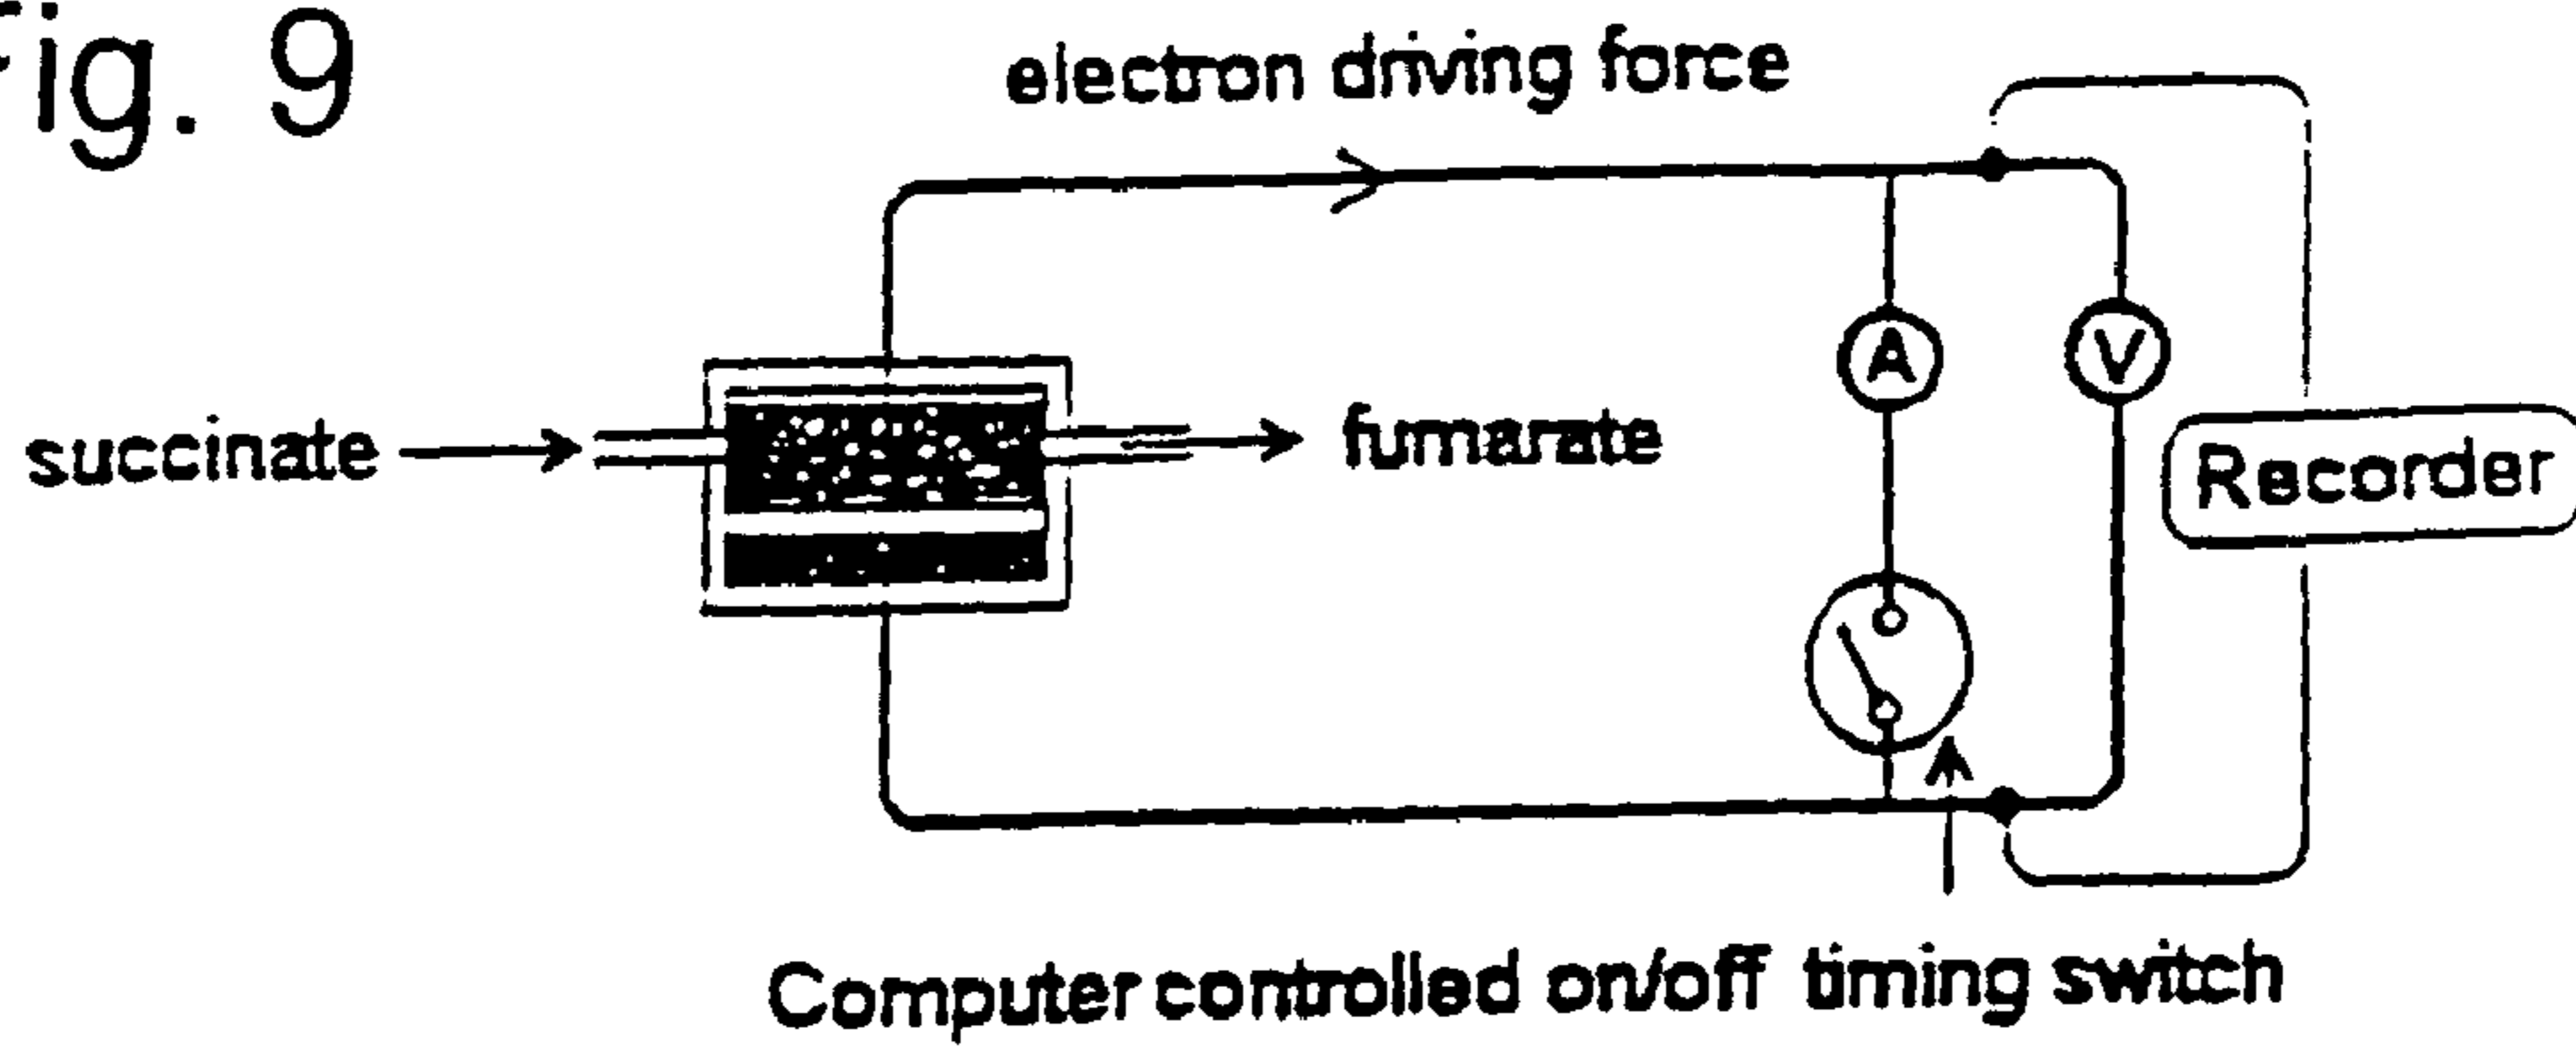 Fig. 9
electron driving force
A
V
succinate
fumarate
Recorder
Computer controlled on/off timing switch